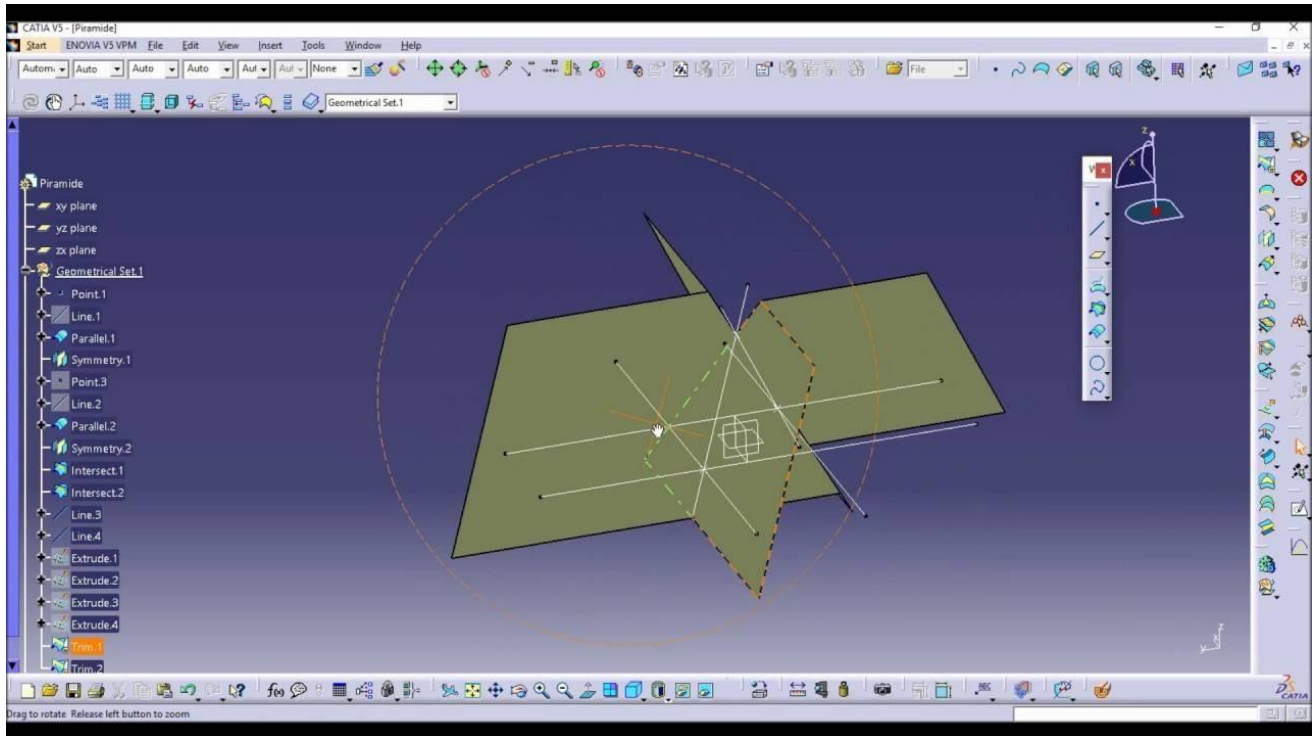 CATIA V5 - [Piramide]
Start ENOVIA V5 VPM File Edit View Insert Tools Window Help
Autom. Auto Auto Auto Aut Aut None File
Geometrical Set.1
z
x
Piramide
xy plane
yz plane
zx plane
Geometrical Set.1
Point.1
Line.1
Parallel.1
Symmetry.1
Point.3
Line.2
Parallel.2
Symmetry.2
Intersect.1
Intersect.2
Line.3
Line.4
Extrude.1
Extrude.2
Extrude.3
Extrude.4
Trim.1
Trim.2
z
x
y
f(x)
CATIA
Drag to rotate Release left button to zoom